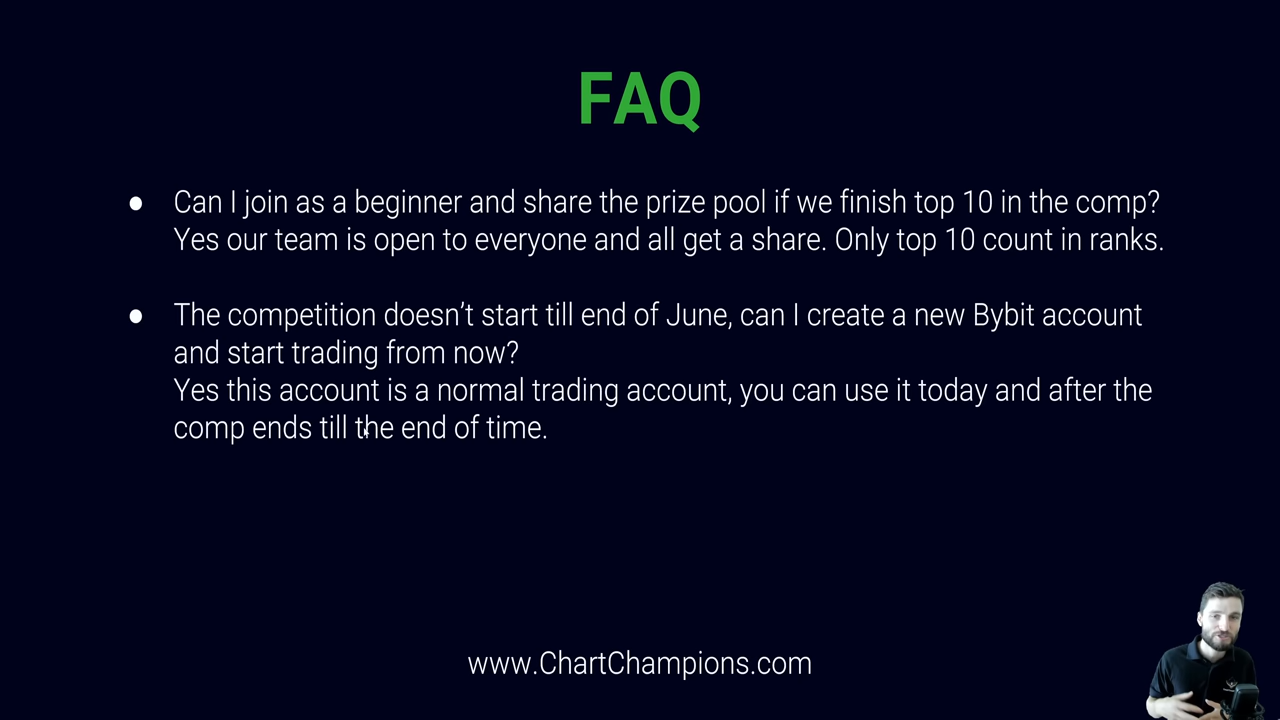 FAQ
● Can I join as a beginner and share the prize pool if we finish top 10 in the comp?
Yes our team is open to everyone and all get a share. Only top 10 count in ranks.
● The competition doesn’t start till end of June, can I create a new Bybit account
and start trading from now?
Yes this account is a normal trading account, you can use it today and after the
comp ends till the end of time.
www.ChartChampions.com